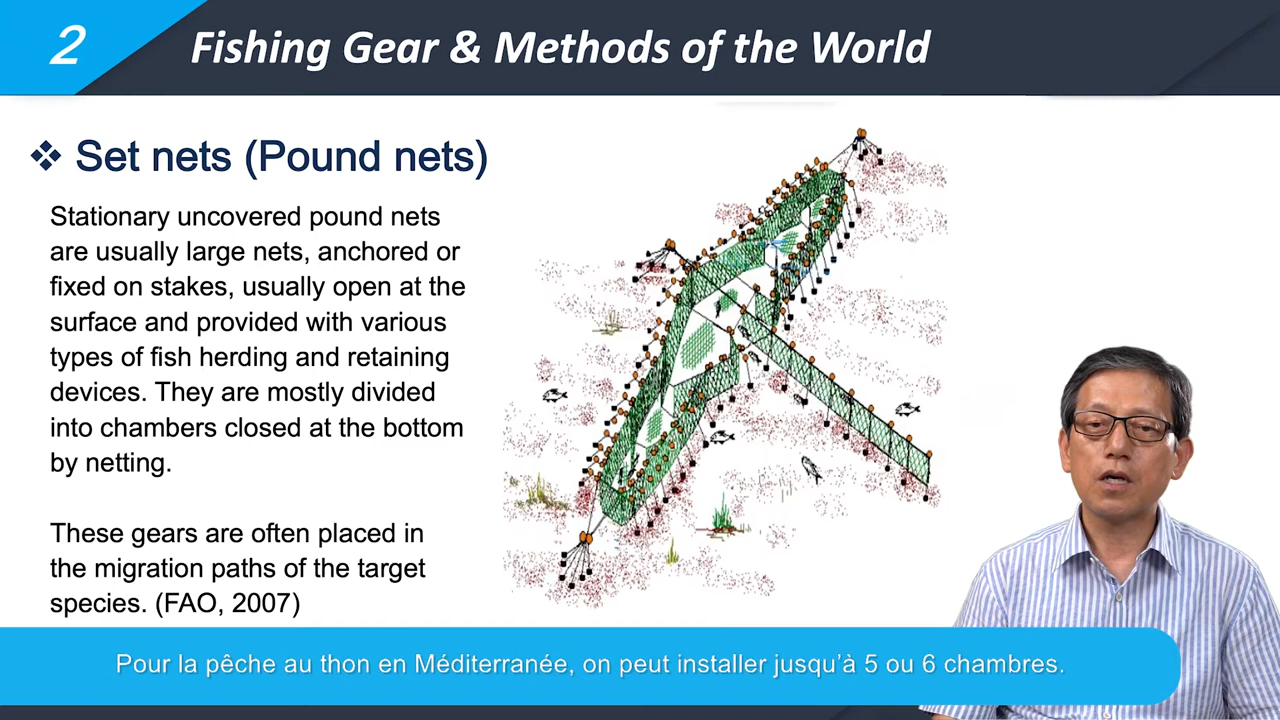 2
Fishing Gear & Methods of the World
❖ Set nets (Pound nets)
Stationary uncovered pound nets
are usually large nets, anchored or
fixed on stakes, usually open at the
surface and provided with various
types of fish herding and retaining
devices. They are mostly divided
into chambers closed at the bottom
by netting.
These gears are often placed in
the migration paths of the target
species. (FAO, 2007)
Pour la pêche au thon en Méditerranée, on peut installer jusqu’à 5 ou 6 chambres.